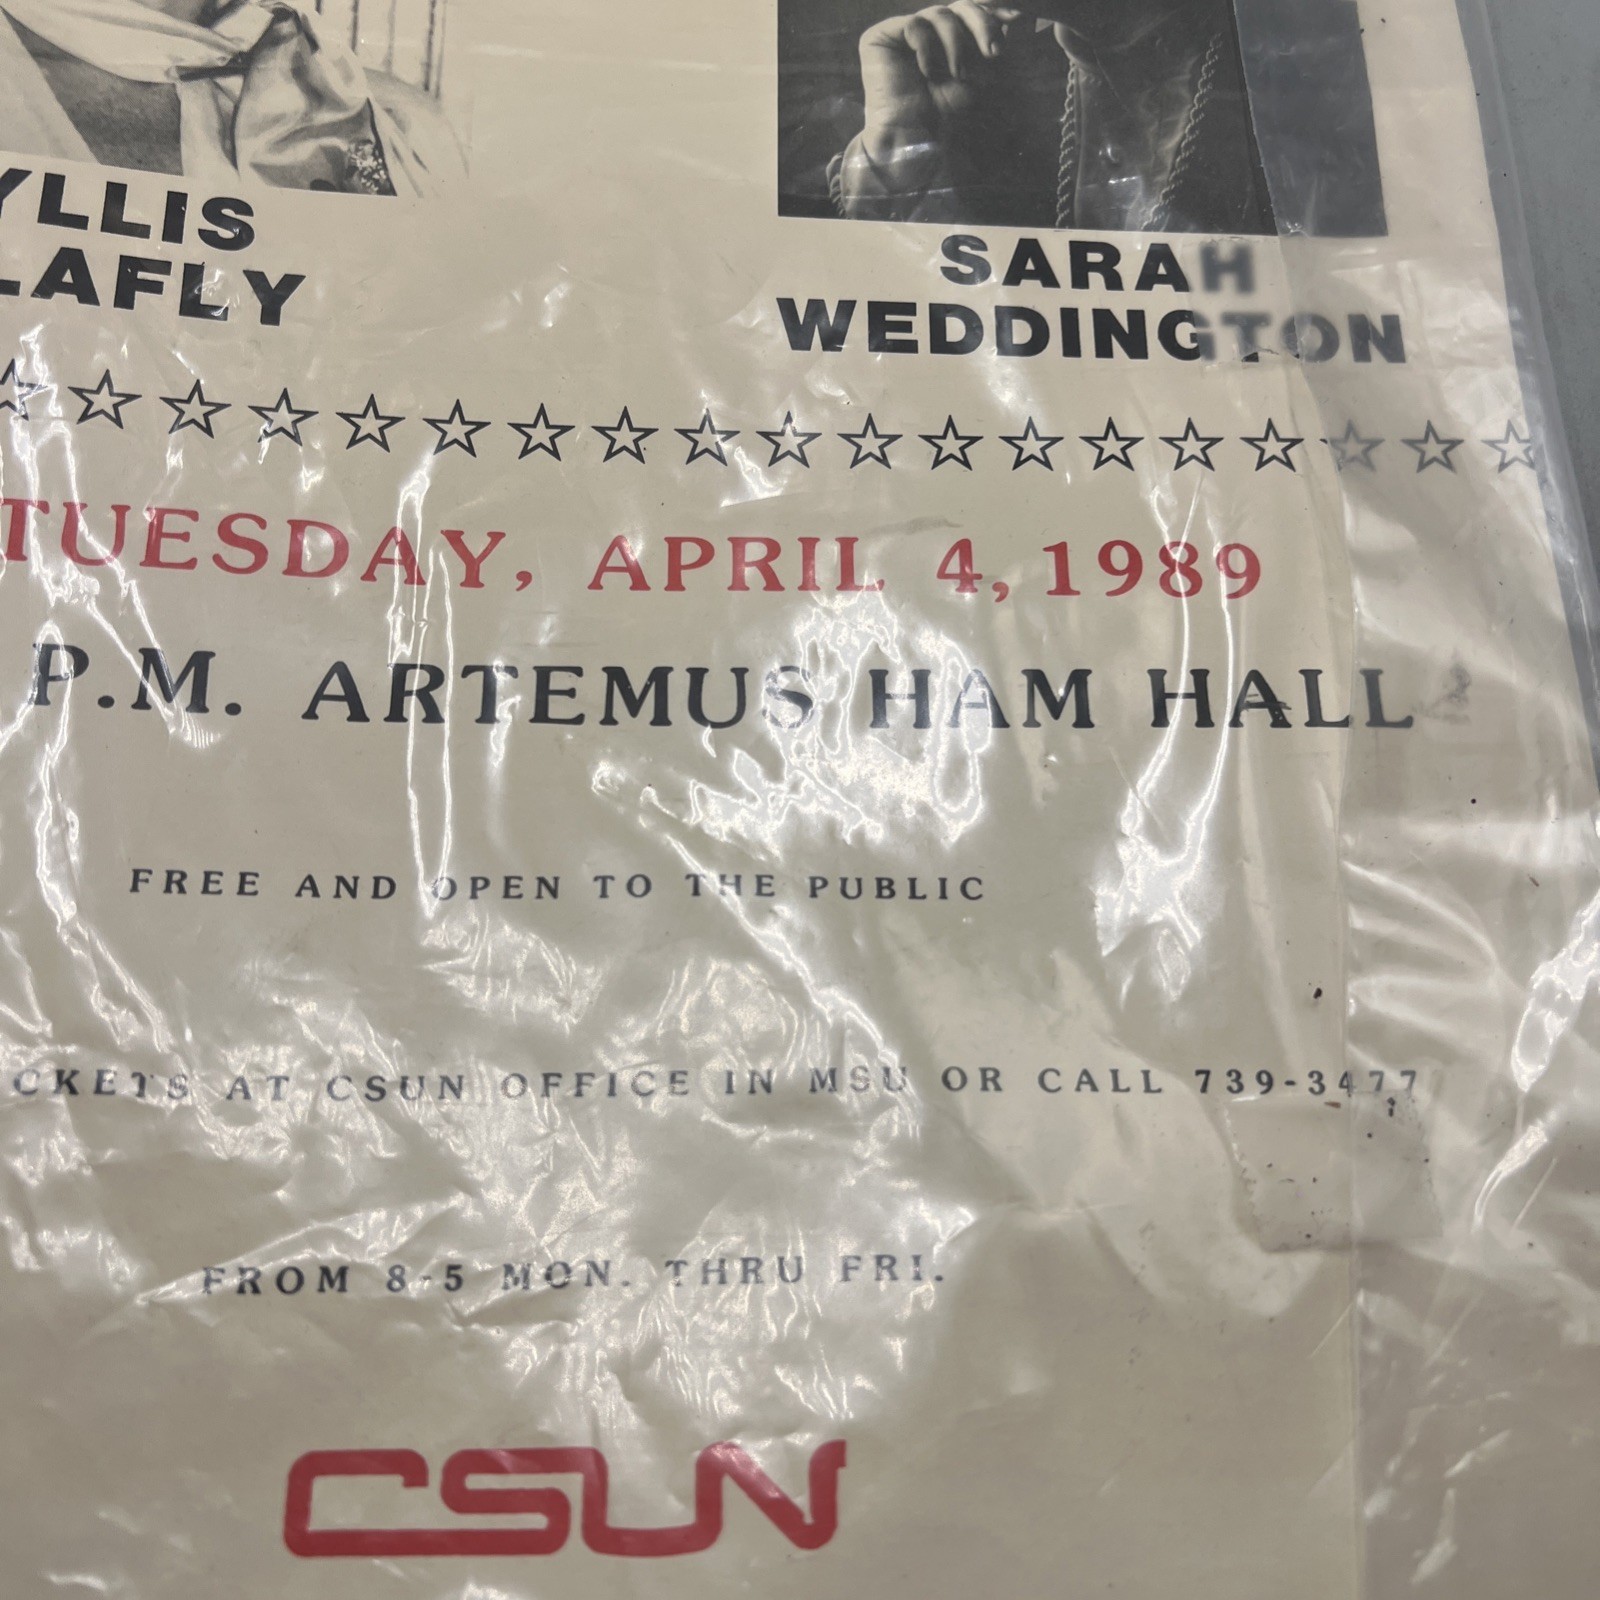 YLLIS
LAFLY
SARAH
WEDDINGTON
TUESDAY, APRIL 4, 1989
P.M. ARTEMUS HAM HALL
FREE AND OPEN TO THE PUBLIC
CKETS AT CSUN OFFICE IN MSU OR CALL 739-3477
FROM 8-5 MON. THRU FRI.
CSUN